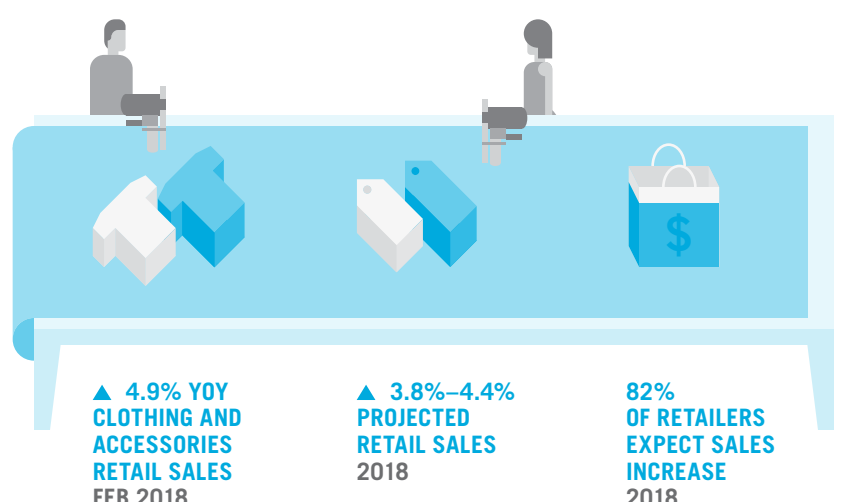 $
▲ 4.9% YOY
CLOTHING AND
ACCESSORIES
RETAIL SALES
FEB 2018
▲ 3.8%–4.4%
PROJECTED
RETAIL SALES
2018
82%
OF RETAILERS
EXPECT SALES
INCREASE
2018